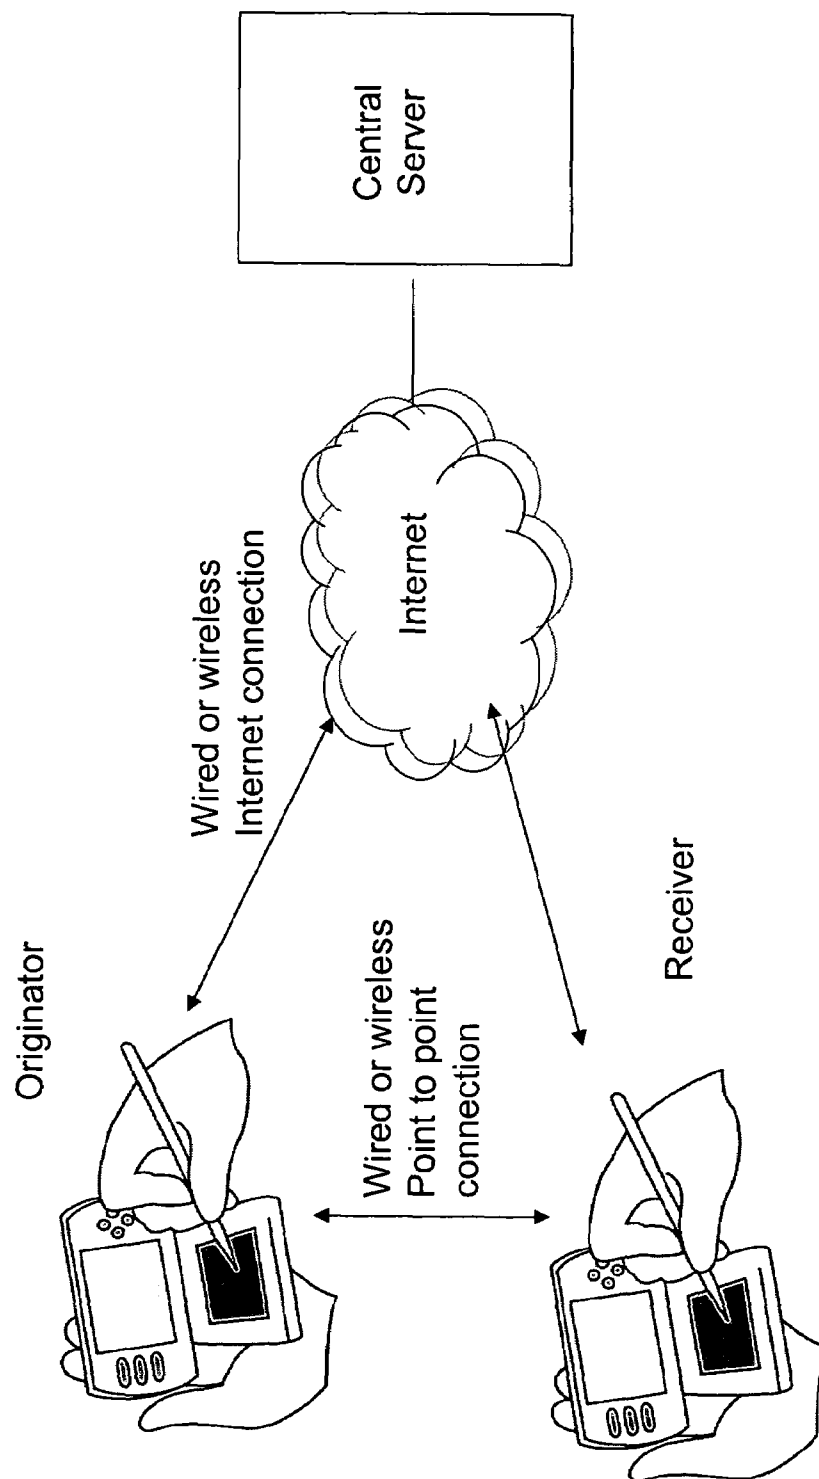 Originator
Wired or wireless
Internet connection
Central
Server
Internet
Wired or wireless
Point to point
connection
Receiver